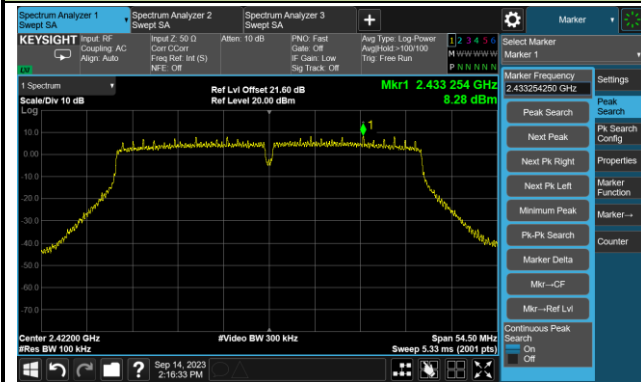 Spectrum Analyzer 1
Swept SA
Spectrum Analyzer 2
Swept SA
Spectrum Analyzer 3
Swept SA
+
Marker
KEYSIGHT
Input: RF
Coupling: AC
Align: Auto
Input Z: 50 Ω
Corr CCorr
Freq Ref: Int (S)
NFE: Off
Atten: 10 dB
PNO: Fast
Gate: Off
IF Gain: Low
Sig Track: Off
Avg Type: Log-Power
Avg|Hold:>100/100
Trig: Free Run
1 2 3 4 5 6
M W W W W W
P N N N N N
Select Marker
Marker 1
LW
1 Spectrum
Scale/Div 10 dB
Log
Ref Lvl Offset 21.60 dB
Ref Level 20.00 dBm
Mkr1 2.433 254 GHz
8.28 dBm
10.0
0.00
-10.0
-20.0
-30.0
-40.0
-50.0
-60.0
-70.0
1
Center 2.42200 GHz
#Res BW 100 kHz
#Video BW 300 kHz
Span 54.50 MHz
Sweep 5.33 ms (2001 pts)
Marker Frequency
2.433254250 GHz
Peak Search
Next Peak
Next Pk Right
Next Pk Left
Minimum Peak
Pk-Pk Search
Marker Delta
Mkr→CF
Mkr→Ref Lvl
Continuous Peak
Search
On
Off
Settings
Peak
Search
Pk Search
Config
Properties
Marker
Function
Marker→
Counter
?
Sep 14, 2023
2:16:33 PM